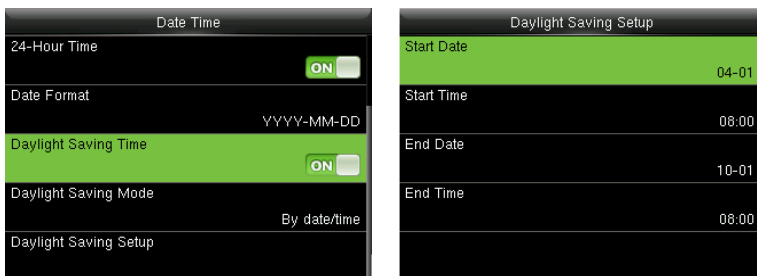 Date Time
24-Hour Time
ON
Date Format
YYYY-MM-DD
Daylight Saving Time
ON
Daylight Saving Mode
By date/time
Daylight Saving Setup
Daylight Saving Setup
Start Date
04-01
Start Time
08:00
End Date
10-01
End Time
08:00